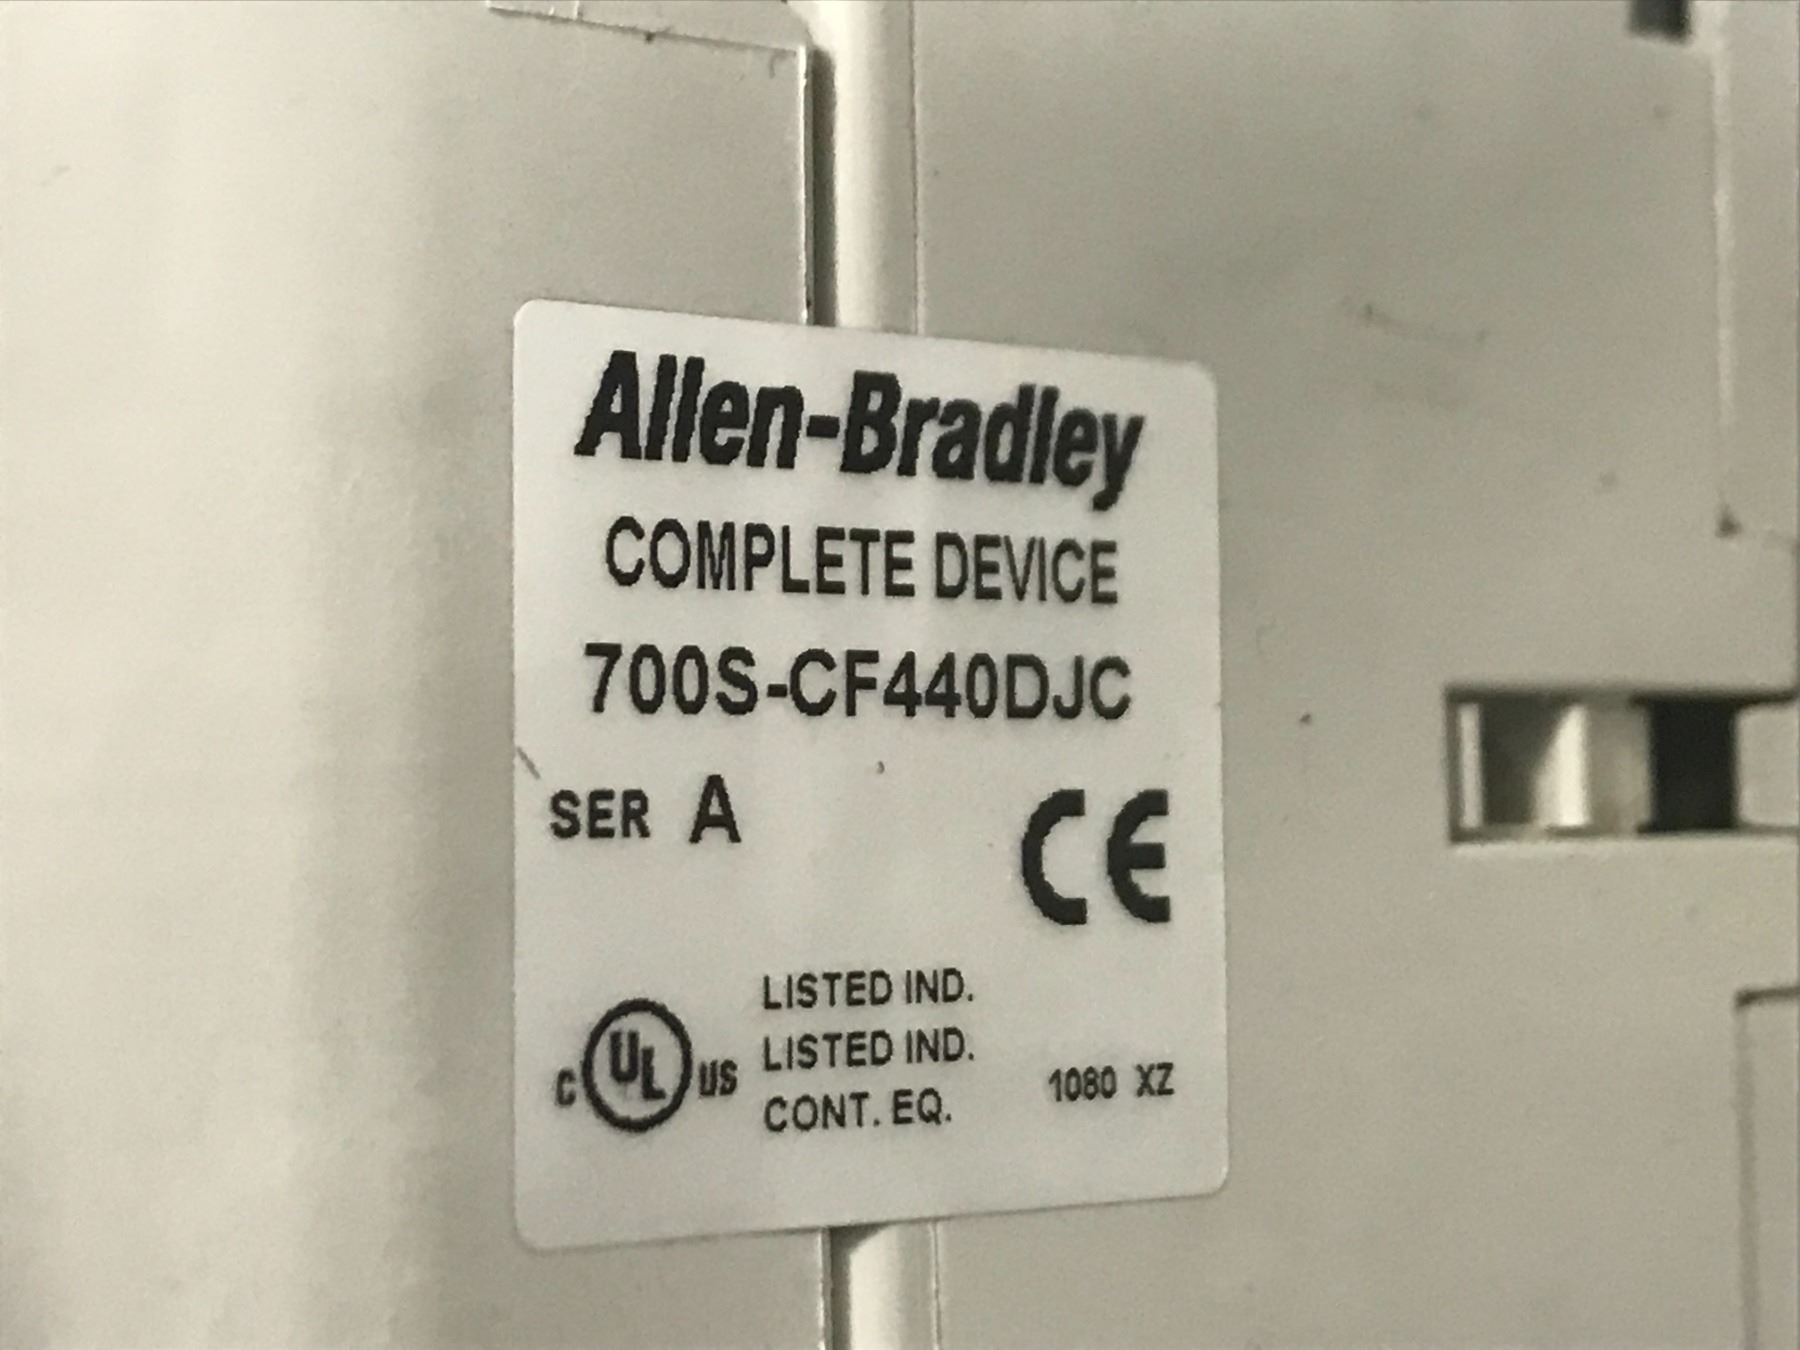 Allen-Bradley
COMPLETE DEVICE
700S-CF440DJC
SER A
CE
C UL US
LISTED IND.
LISTED IND.
CONT. EQ.
1080 XZ